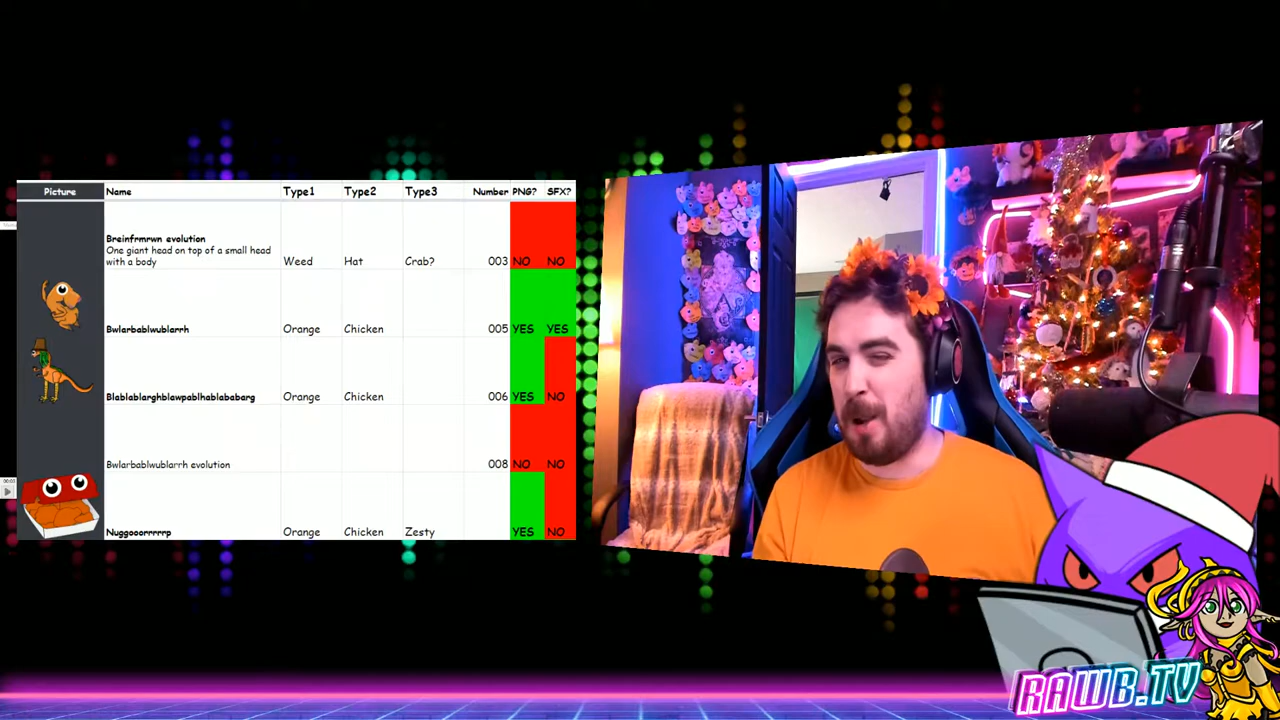 Picture Name Type1 Type2 Type3 Number PNG? SFX?
Breinfrmrwn evolution
One giant head on top of a small head
with a body Weed Hat Crab? 003 NO NO
Bwlarbablwublarrh Orange Chicken 005 YES YES
Blablablarghblawpablhablababarg Orange Chicken 006 YES NO
Bwlarbablwublarrh evolution 008 NO NO
Nuggooorrrrrp Orange Chicken Zesty YES NO
RAWB.TV